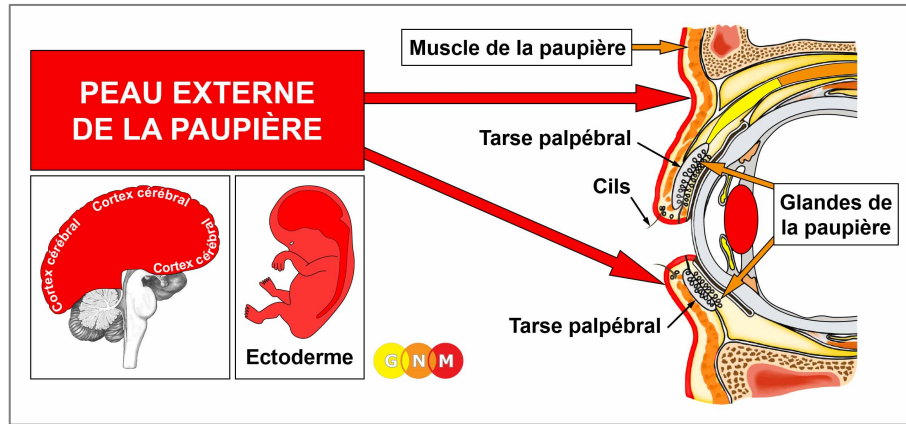 Muscle de la paupière
PEAU EXTERNE
DE LA PAUPIÈRE
Tarse palpébral
Cils
Glandes de
la paupière
Cortex cérébral
Cortex cérébral
Cortex cérébral
Cortex cérébral
Tarse palpébral
Ectoderme
G N M